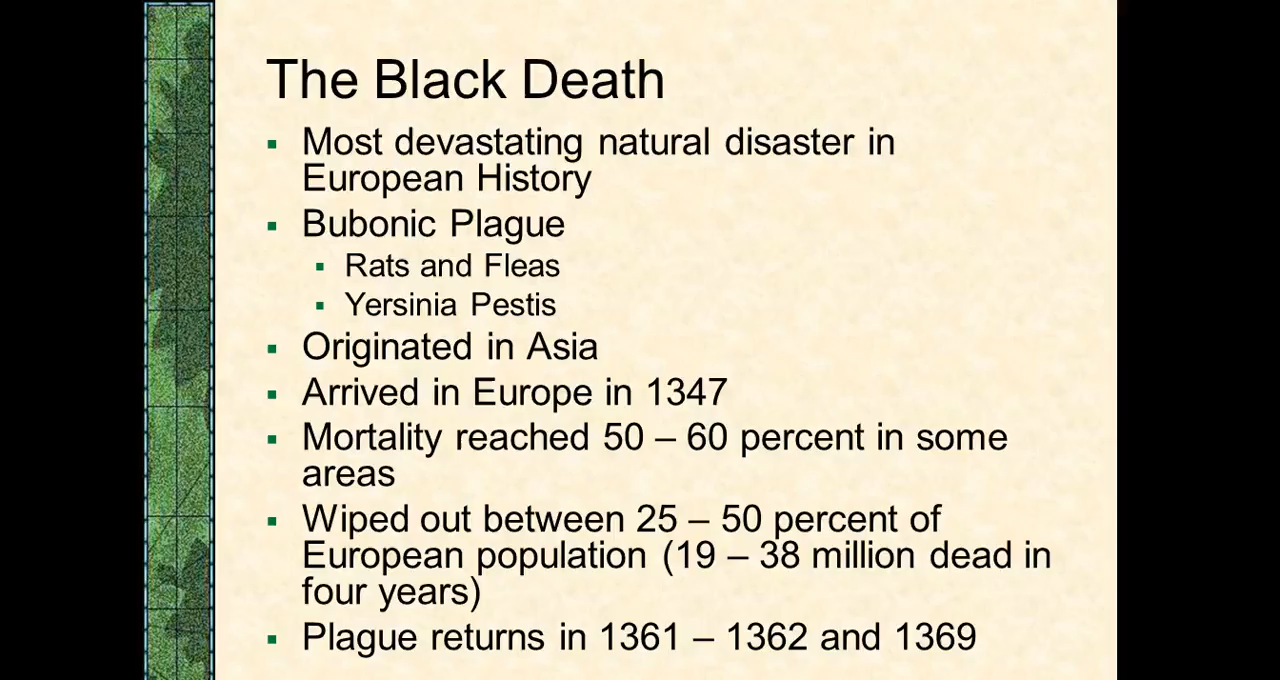 The Black Death
▪ Most devastating natural disaster in
European History
▪ Bubonic Plague
▪ Rats and Fleas
▪ Yersinia Pestis
▪ Originated in Asia
▪ Arrived in Europe in 1347
▪ Mortality reached 50 – 60 percent in some
areas
▪ Wiped out between 25 – 50 percent of
European population (19 – 38 million dead in
four years)
▪ Plague returns in 1361 – 1362 and 1369